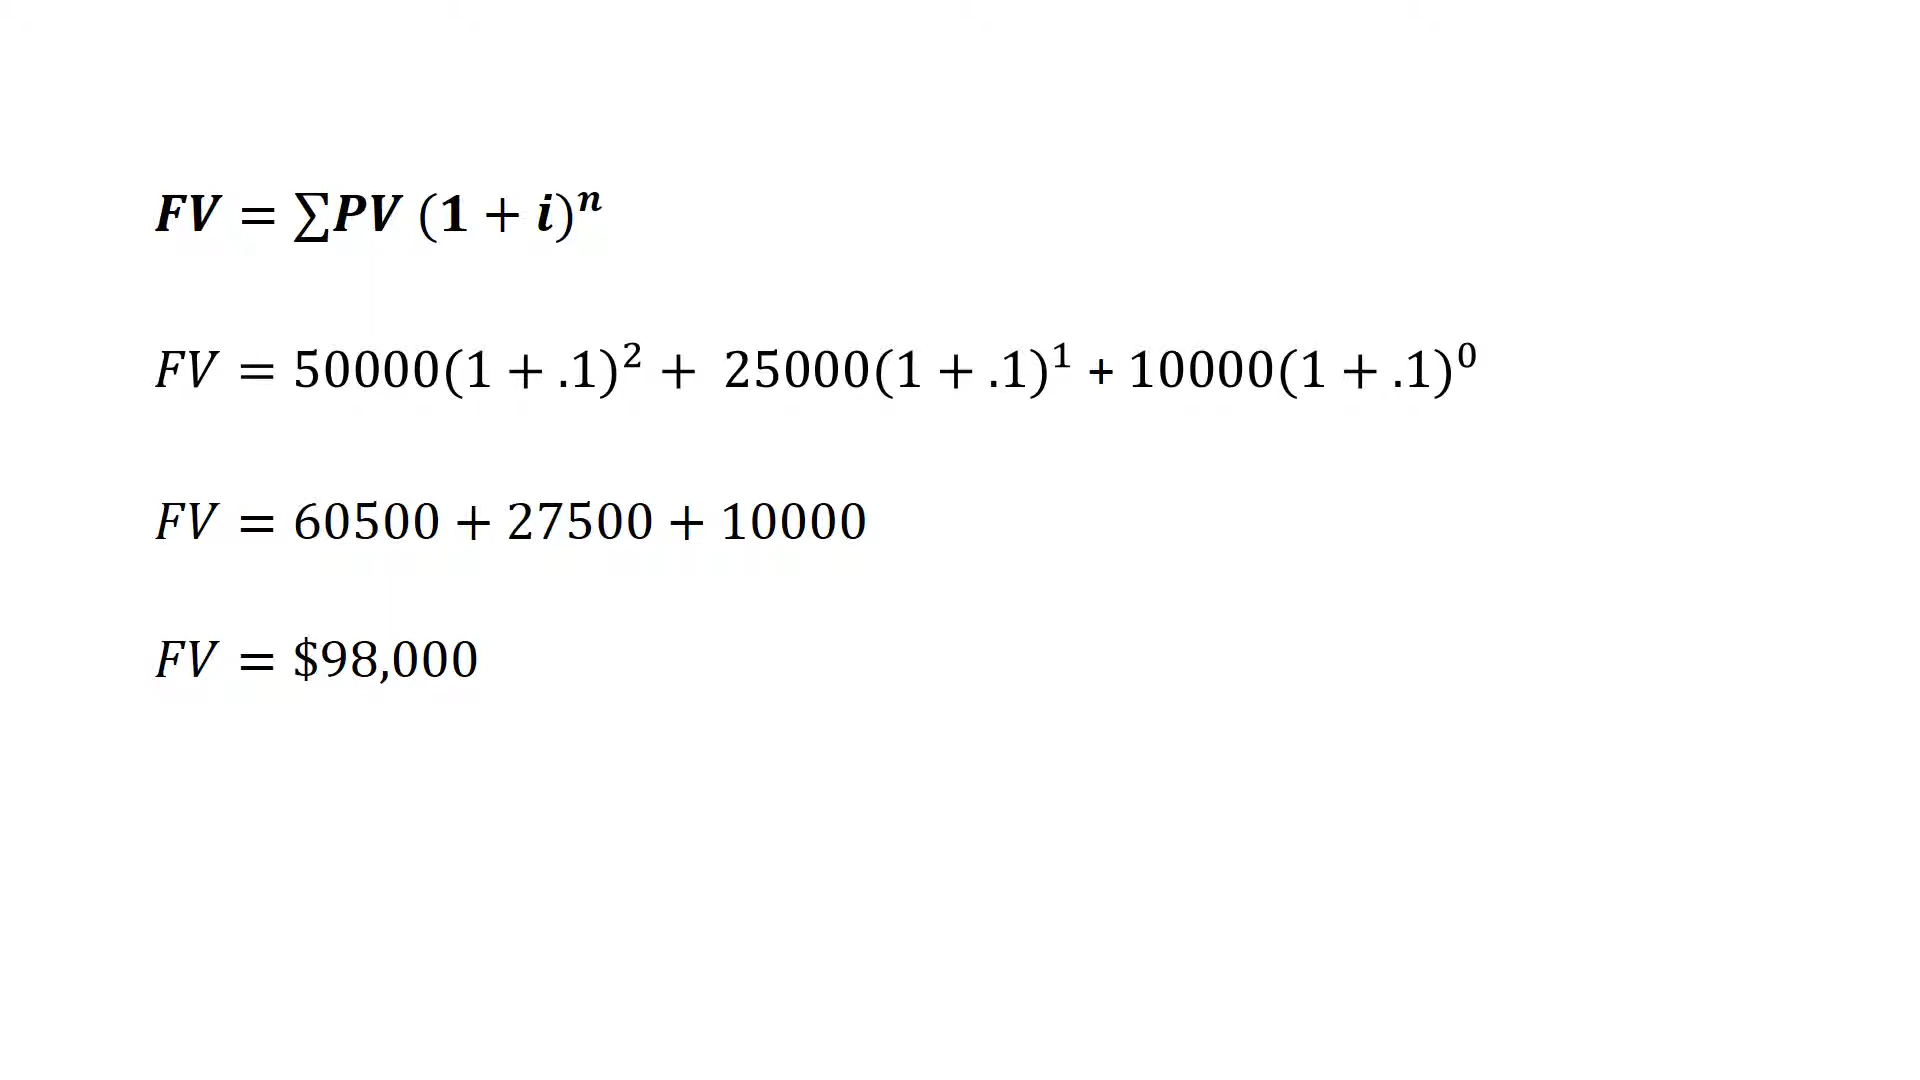 FV = ∑PV (1 + i)ⁿ
FV = 50000(1 + .1)² + 25000(1 + .1)¹ + 10000(1 + .1)⁰
FV = 60500 + 27500 + 10000
FV = $98,000